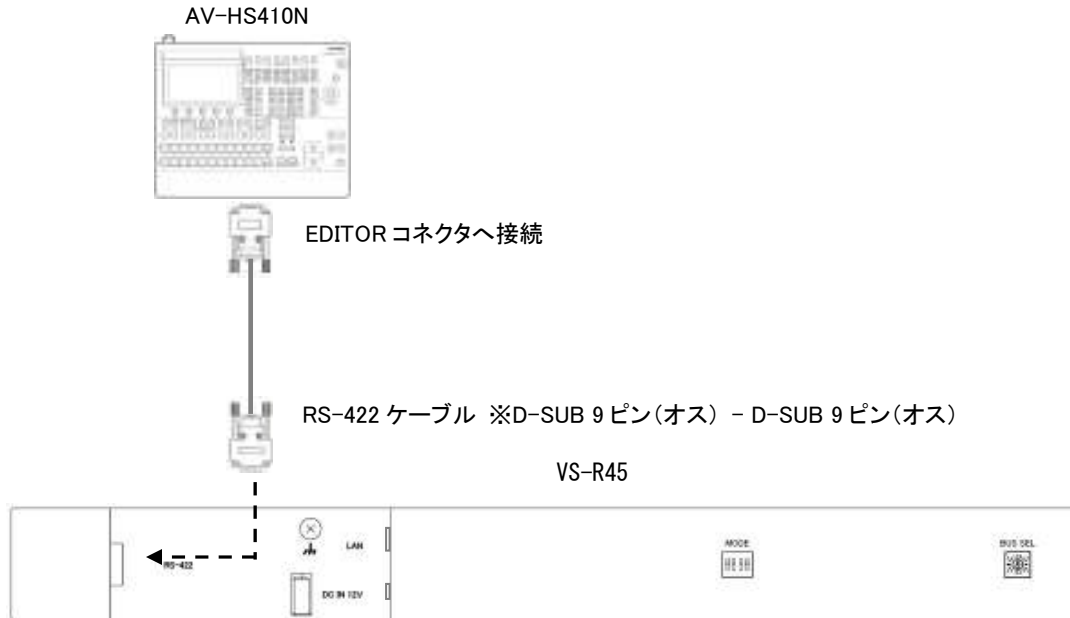 AV-HS410N
EDITOR コネクタへ接続
RS-422 ケーブル ※D-SUB 9 ピン(オス) - D-SUB 9 ピン(オス)
VS-R45
RS-422
LAN
DC IN 12V
MODE
BUS SEL